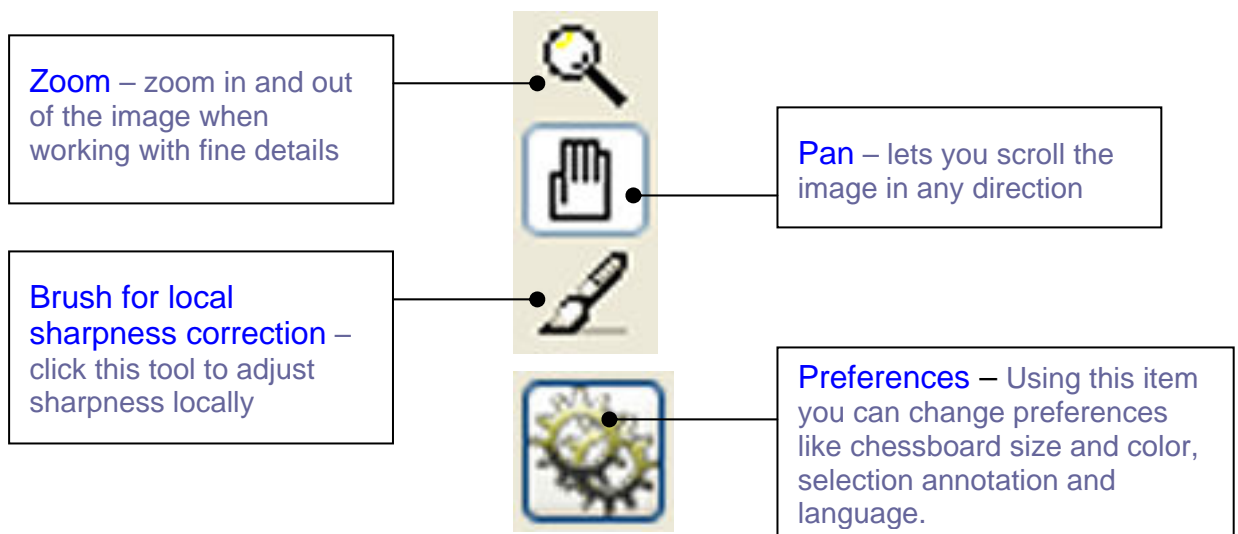 Zoom – zoom in and out
of the image when
working with fine details
Pan – lets you scroll the
image in any direction
Brush for local
sharpness correction –
click this tool to adjust
sharpness locally
Preferences – Using this item
you can change preferences
like chessboard size and color,
selection annotation and
language.